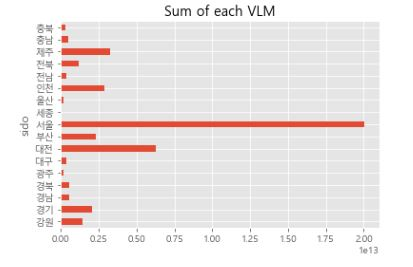 Sum of each VLM
충북
충남
제주
전북
전남
인천
울산
세종
서울
부산
대전
대구
광주
경북
경남
경기
강원
sido
0.00 0.25 0.50 0.75 1.00 1.25 1.50 1.75 2.00
1e13